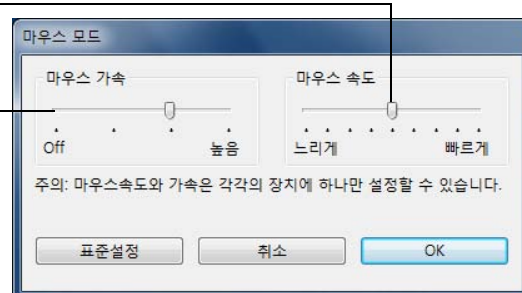 마우스 모드
마우스 가속
마우스 속도
Off
높음
느리게
빠르게
주의: 마우스속도와 가속은 각각의 장치에 하나만 설정할 수 있습니다.
표준설정
취소
OK